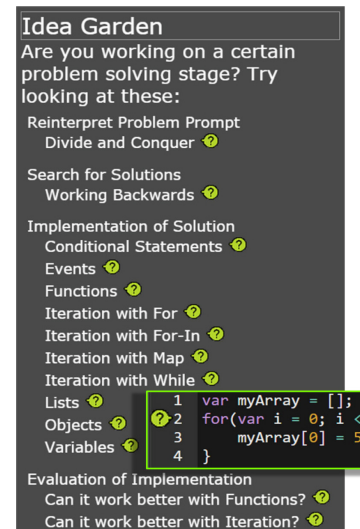 Idea Garden
Are you working on a certain
problem solving stage? Try
looking at these:
Reinterpret Problem Prompt
Divide and Conquer ?
Search for Solutions
Working Backwards ?
Implementation of Solution
Conditional Statements ?
Events ?
Functions ?
Iteration with For ?
Iteration with For-In ?
Iteration with Map ?
Iteration with While ?
Lists ?
Objects ?
Variables ?
1 var myArray = [];
? 2 for(var i = 0; i <
3 myArray[0] = 5
4 }
Evaluation of Implementation
Can it work better with Functions? ?
Can it work better with Iteration? ?